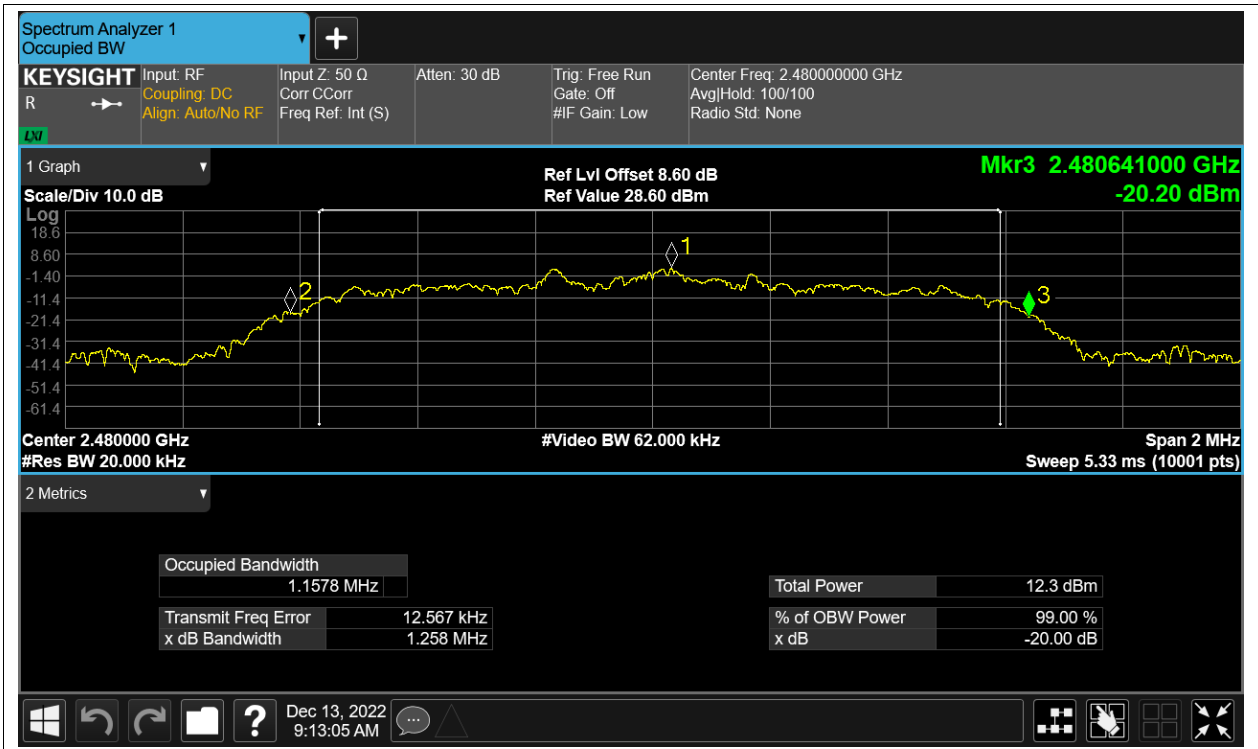 Spectrum Analyzer 1
Occupied BW
KEYSIGHT
R
LXI
Input: RF
Coupling: DC
Align: Auto/No RF
Input Z: 50 Ω
Corr CCorr
Freq Ref: Int (S)
Atten: 30 dB
Trig: Free Run
Gate: Off
#IF Gain: Low
Center Freq: 2.480000000 GHz
Avg|Hold: 100/100
Radio Std: None
1 Graph
Scale/Div 10.0 dB
Ref Lvl Offset 8.60 dB
Ref Value 28.60 dBm
Mkr3 2.480641000 GHz
-20.20 dBm
Log
18.6
8.60
-1.40
-11.4
-21.4
-31.4
-41.4
-51.4
-61.4
1
2
3
Center 2.480000 GHz
#Res BW 20.000 kHz
#Video BW 62.000 kHz
Span 2 MHz
Sweep 5.33 ms (10001 pts)
2 Metrics
Occupied Bandwidth
1.1578 MHz
Transmit Freq Error 12.567 kHz
x dB Bandwidth 1.258 MHz
Total Power 12.3 dBm
% of OBW Power 99.00 %
x dB -20.00 dB
Dec 13, 2022
9:13:05 AM